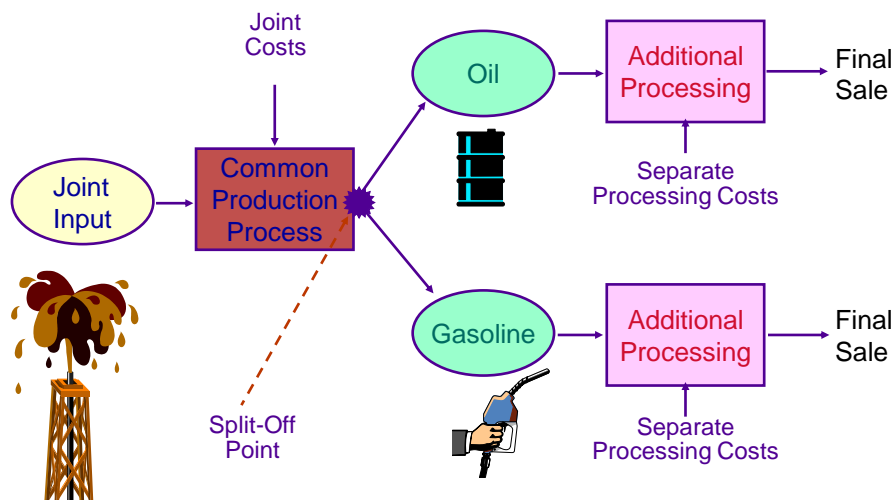 Joint
Costs
Oil
Additional
Processing
Final
Sale
Joint
Input
Common
Production
Process
Separate
Processing Costs
Gasoline
Additional
Processing
Final
Sale
Split-Off
Point
Separate
Processing Costs